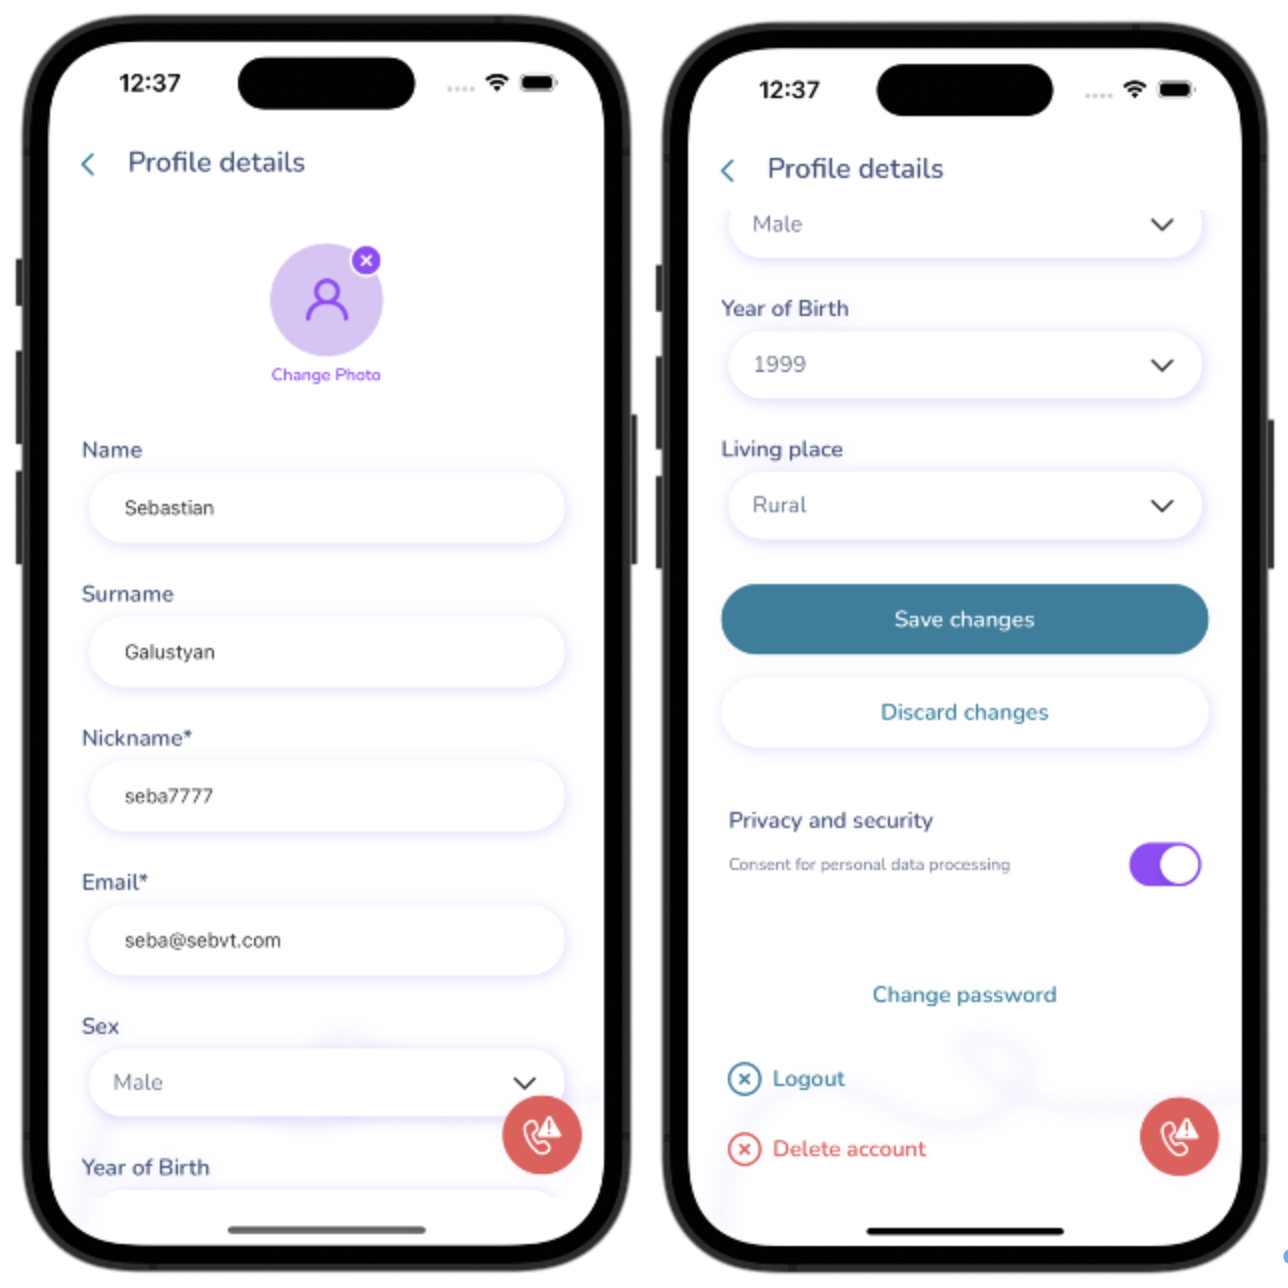 12:37
Profile details
Change Photo
Name
Sebastian
Surname
Galustyan
Nickname*
seba7777
Email*
seba@sebvt.com
Sex
Male
Year of Birth
12:37
Profile details
Male
Year of Birth
1999
Living place
Rural
Save changes
Discard changes
Privacy and security
Consent for personal data processing
Change password
Logout
Delete account